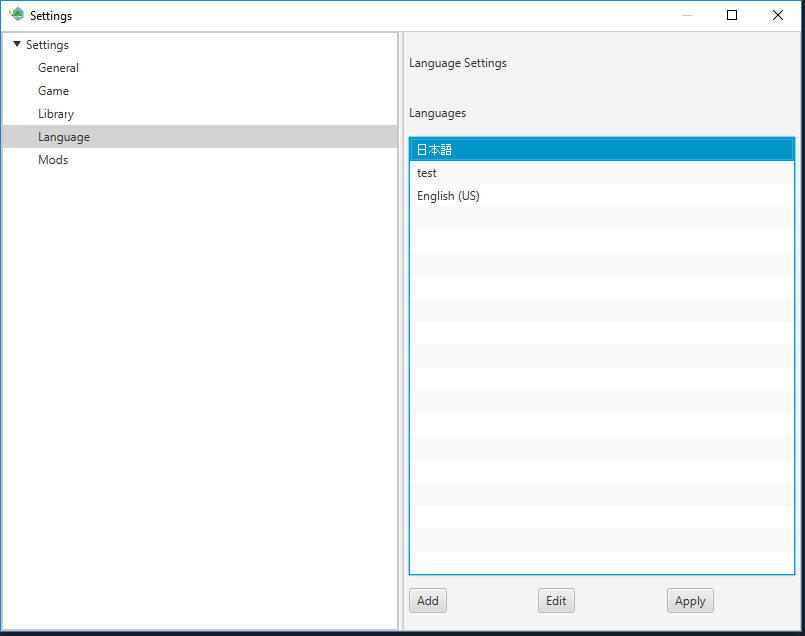 Settings
Settings
General
Game
Library
Language
Mods
Language Settings
Languages
日本語
test
English (US)
Add
Edit
Apply